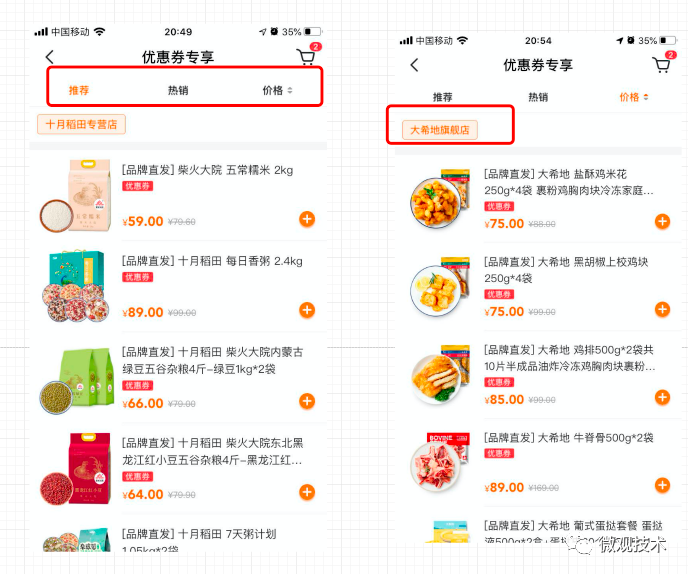 中国移动
20:49
35%
优惠券专享
2
推荐
热销
价格
十月稻田专营店
[品牌直发] 柴火大院 五常糯米 2kg
优惠券
¥59.00 ¥79.60
[品牌直发] 十月稻田 每日香粥 2.4kg
优惠券
¥89.00 ¥99.00
[品牌直发] 十月稻田 柴火大院内蒙古
绿豆五谷杂粮4斤-绿豆1kg*2袋
优惠券
¥66.00 ¥79.00
[品牌直发] 十月稻田 柴火大院东北黑
龙江红小豆五谷杂粮4斤-黑龙江红...
优惠券
¥64.00 ¥79.90
[品牌直发] 十月稻田 7天粥计划
1.05kg*2袋
中国移动
20:54
35%
优惠券专享
2
推荐
热销
价格
大希地旗舰店
[品牌直发] 大希地 盐酥鸡米花
250g*4袋 裹粉鸡胸肉块冷冻家庭...
优惠券
¥75.00 ¥88.00
[品牌直发] 大希地 黑胡椒上校鸡块
250g*4袋
优惠券
¥75.00 ¥99.00
[品牌直发] 大希地 鸡排500g*2袋共
10片半成品油炸冷冻鸡胸肉块裹粉...
优惠券
¥85.00 ¥99.00
BOVINE
[品牌直发] 大希地 牛脊骨500g*2袋
优惠券
¥89.00 ¥169.00
[品牌直发] 大希地 葡式蛋挞套餐 蛋挞
液500g*2盒+蛋挞
微观技术